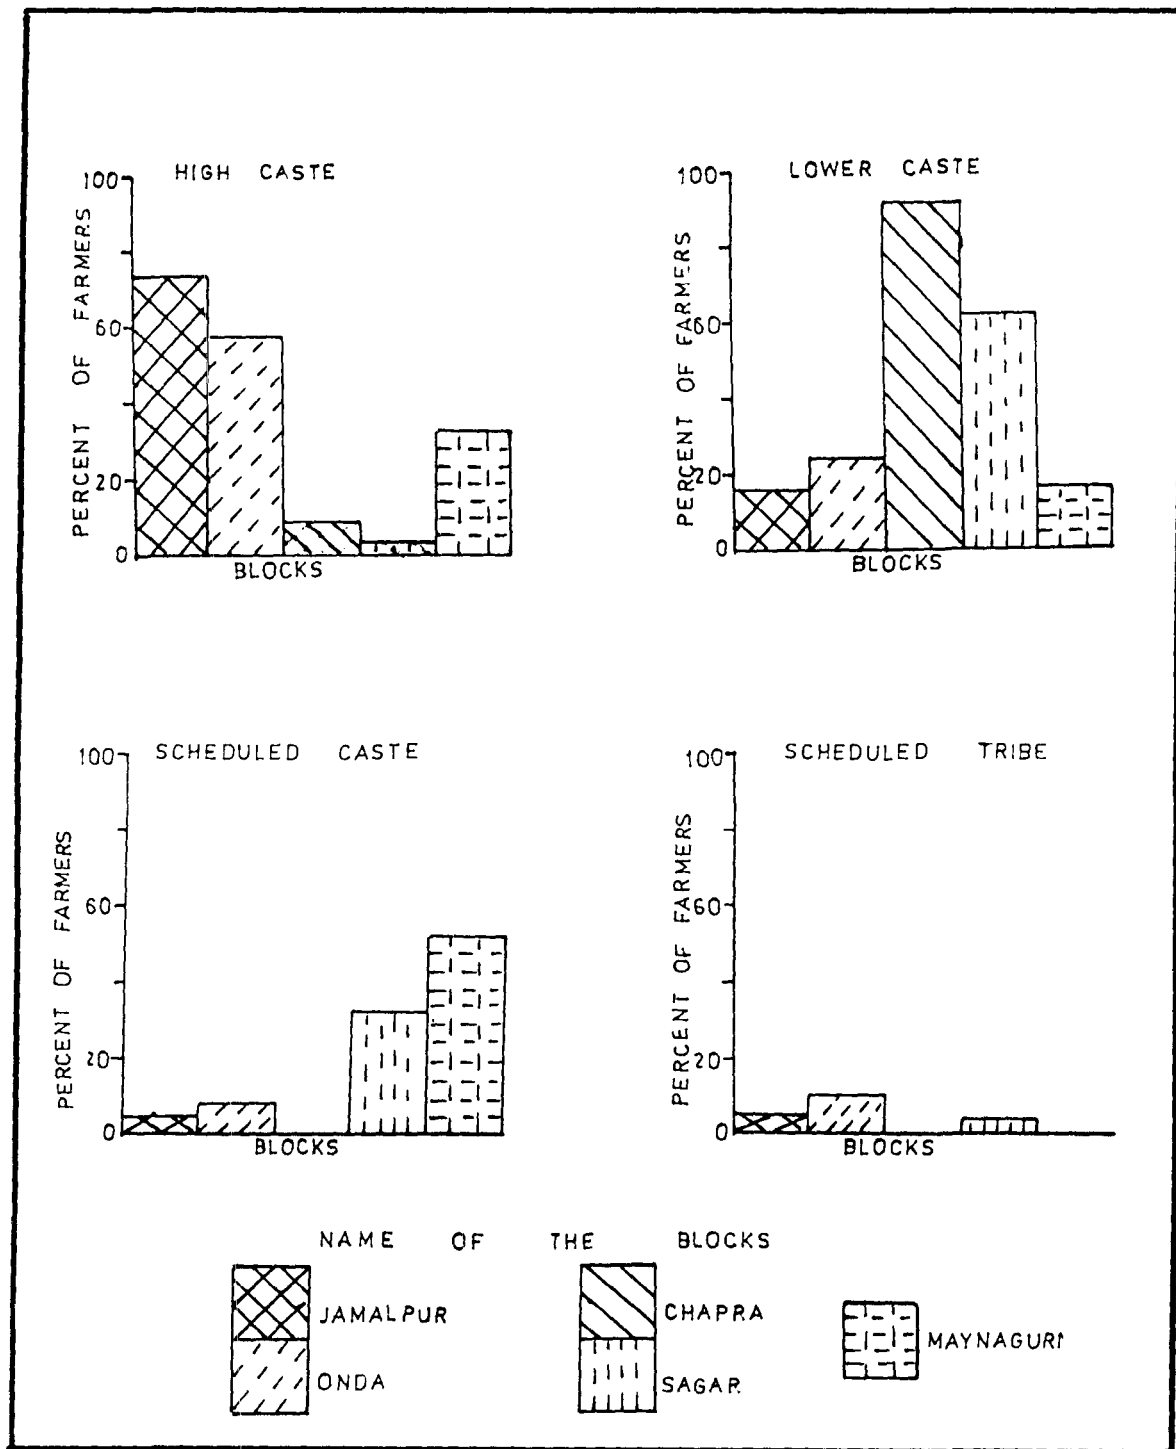 HIGH CASTE
100
60
20
0
PERCENT OF FARMERS
BLOCKS
LOWER CASTE
100
60
20
0
PERCENT OF FARMERS
BLOCKS
SCHEDULED CASTE
100
60
20
0
PERCENT OF FARMERS
BLOCKS
SCHEDULED TRIBE
100
60
20
0
PERCENT OF FARMERS
BLOCKS
NAME OF THE BLOCKS
JAMALPUR
ONDA
CHAPRA
SAGAR
MAYNAGURI